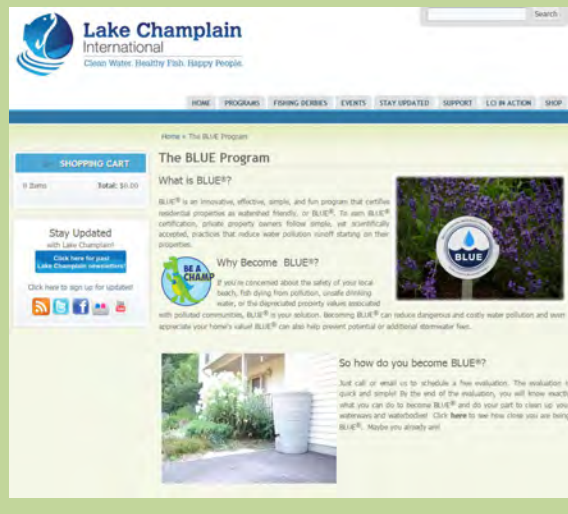 Lake Champlain
International
Clean Water. Healthy Fish. Happy People.
Search
HOME PROGRAMS FISHING DERBIES EVENTS STAY UPDATED SUPPORT LCI IN ACTION SHOP
Home » The BLUE Program
SHOPPING CART
0 Items Total: $0.00
Stay Updated
with Lake Champlain!
Click here for past
Lake Champlain newsletters!
Click here to sign up for updates!
You
The BLUE Program
What is BLUE®?
BLUE® is an innovative, effective, simple, and fun program that certifies
residential properties as watershed friendly, or BLUE®. To earn BLUE®
certification, private property owners follow simple, yet scientifically
accepted, practices that reduce water pollution runoff starting on their
properties.
BLUE
BE A
CHAMP
Why Become BLUE®?
If you're concerned about the safety of your local
beach, fish dying from pollution, unsafe drinking
water, or the depreciated property values associated
with polluted communities, BLUE® is your solution. Becoming BLUE® can reduce dangerous and costly water pollution and even
appreciate your home's value! BLUE® can also help prevent potential or additional stormwater fees.
So how do you become BLUE®?
Just call or email us to schedule a free evaluation. The evaluation is
quick and simple! By the end of the evaluation, you will know exactly
what you can do to become BLUE® and do your part to clean up your
waterways and waterbodies! Click here to see how close you are being
BLUE®. Maybe you already are!